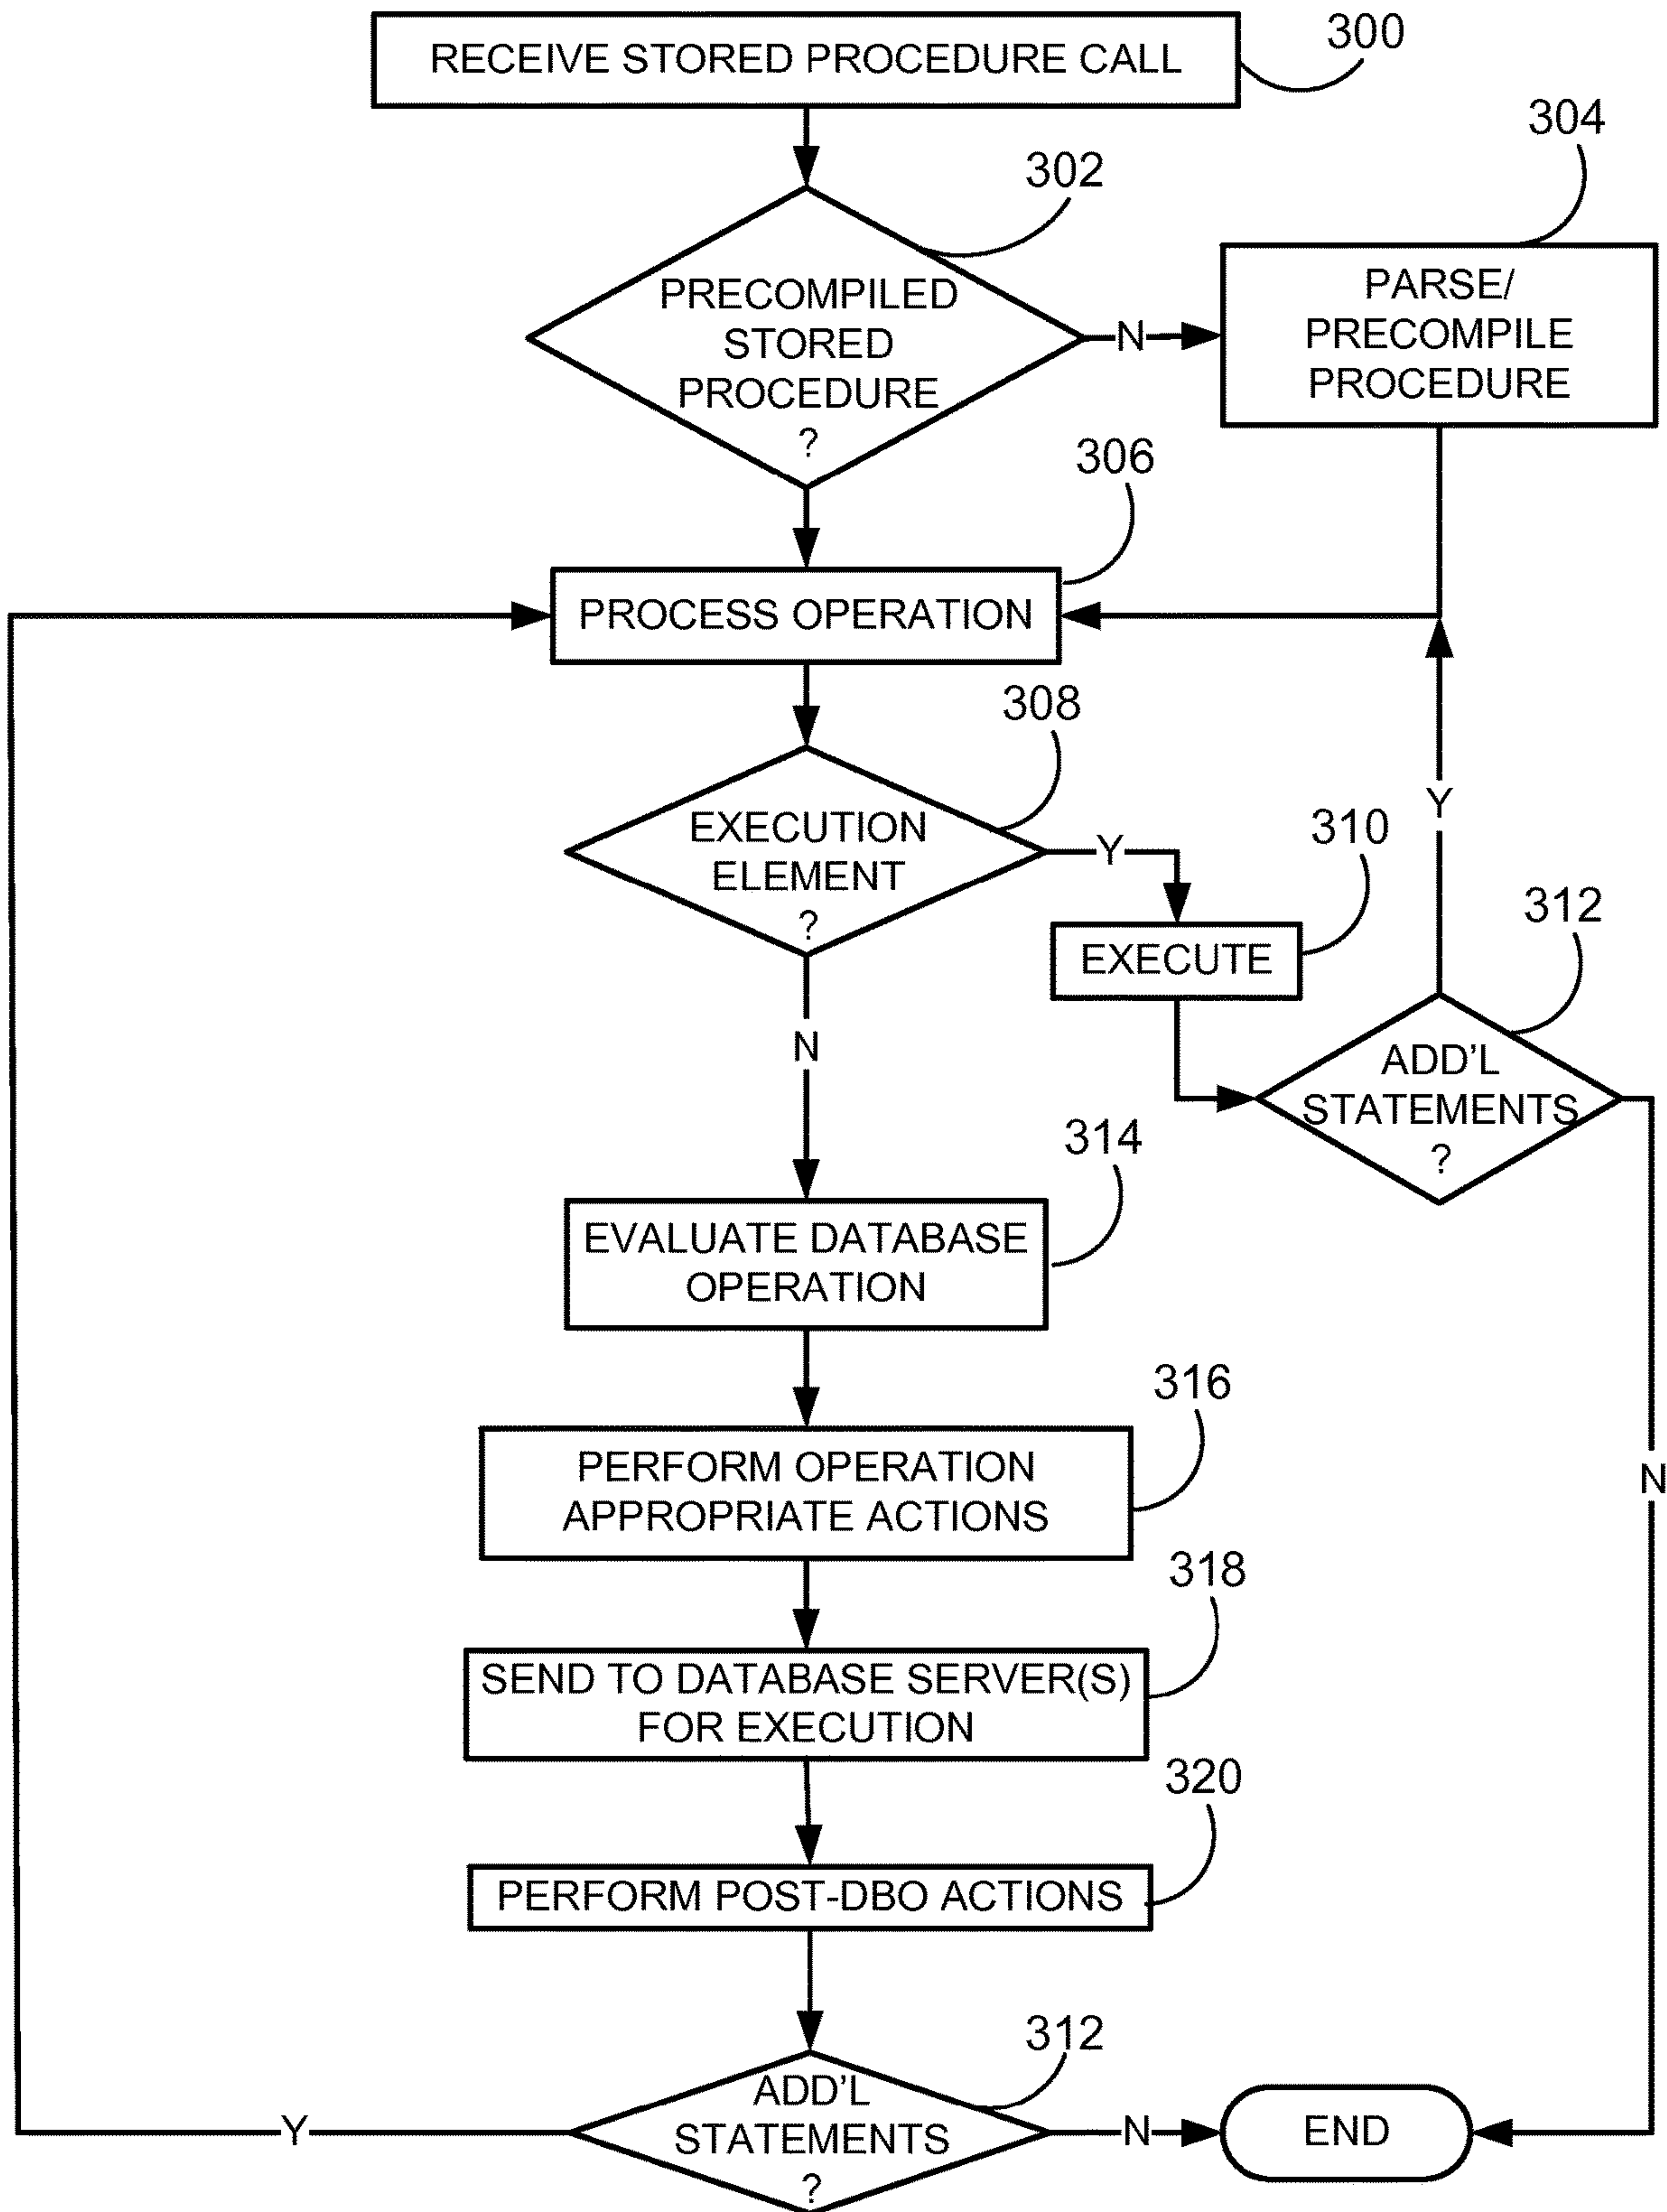 RECEIVE STORED PROCEDURE CALL
300
302
304
PRECOMPILED
STORED
PROCEDURE
?
N
PARSE/
PRECOMPILE
PROCEDURE
306
PROCESS OPERATION
308
EXECUTION
ELEMENT
?
Y
310
EXECUTE
Y
312
ADD'L
STATEMENTS
?
N
N
314
EVALUATE DATABASE
OPERATION
316
PERFORM OPERATION
APPROPRIATE ACTIONS
318
SEND TO DATABASE SERVER(S)
FOR EXECUTION
320
PERFORM POST-DBO ACTIONS
312
ADD'L
STATEMENTS
?
Y
N
END